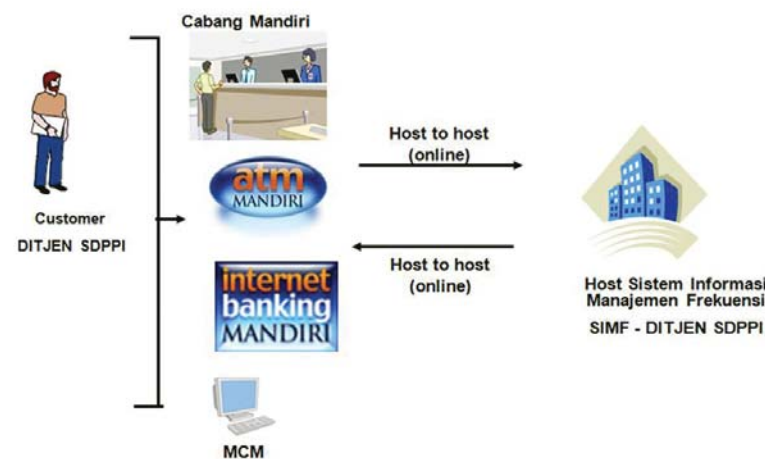 Cabang Mandiri
Customer
DITJEN SDPPI
atm
MANDIRI
internet
banking
MANDIRI
MCM
Host to host
(online)
Host to host
(online)
Host Sistem Informasi
Manajemen Frekuensi
SIMF - DITJEN SDPPI